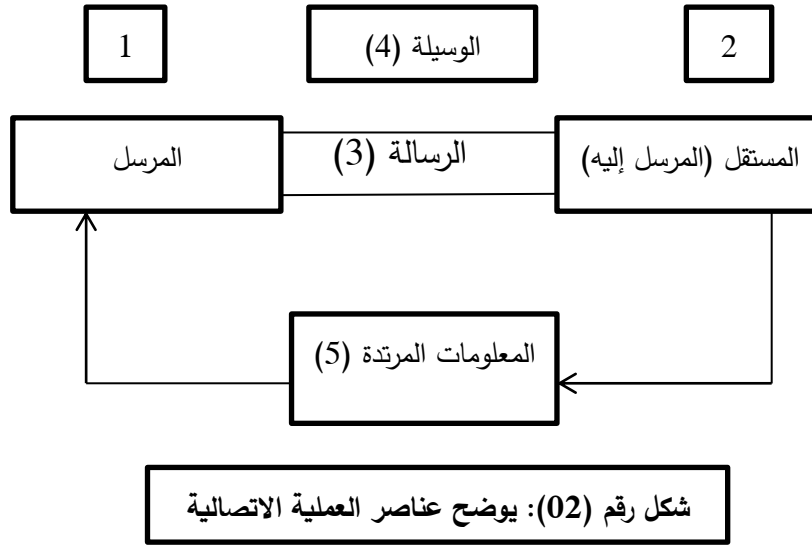 1
الوسيلة (4)
2
المرسل
الرسالة (3)
المستقل (المرسل إليه)
المعلومات المرتدة (5)
شكل رقم (02): يوضح عناصر العملية الاتصالية